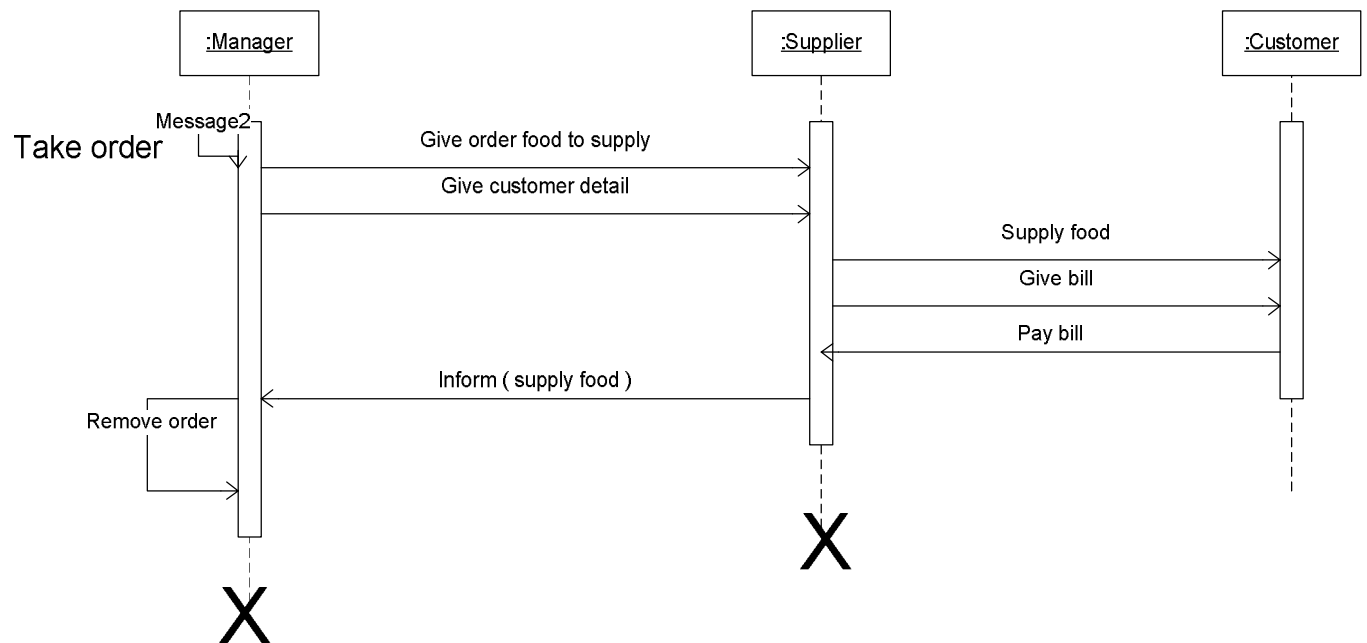 :Manager
:Supplier
:Customer
Message2
Take order
Give order food to supply
Give customer detail
Supply food
Give bill
Pay bill
Inform ( supply food )
Remove order
X
X